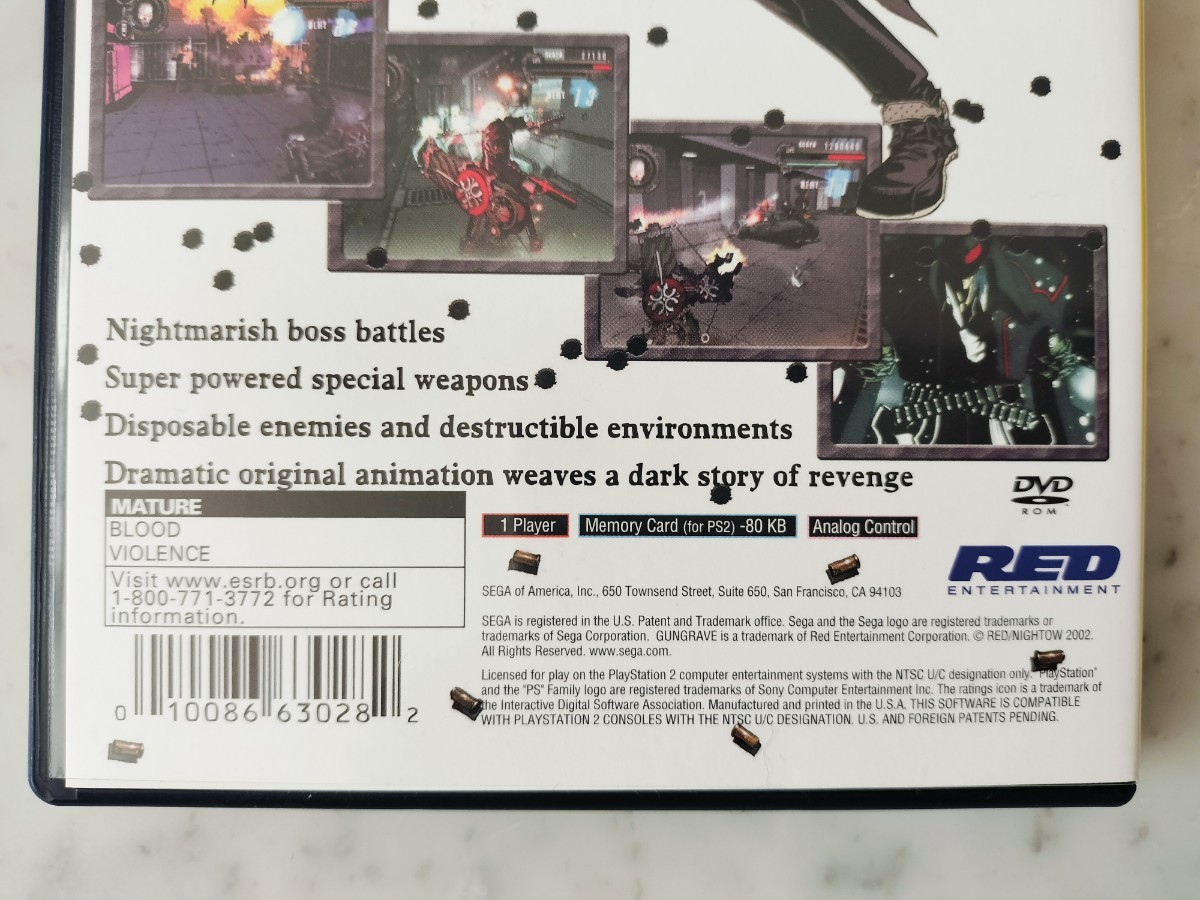 Nightmarish boss battles
Super powered special weapons
Disposable enemies and destructible environments
Dramatic original animation weaves a dark story of revenge
MATURE
BLOOD
VIOLENCE
Visit www.esrb.org or call
1-800-771-3772 for Rating
information.
1 Player
Memory Card (for PS2) -80 KB
Analog Control
DVD
ROM
RED
ENTERTAINMENT
SEGA of America, Inc., 650 Townsend Street, Suite 650, San Francisco, CA 94103
SEGA is registered in the U.S. Patent and Trademark office. Sega and the Sega logo are registered trademarks or
trademarks of Sega Corporation. GUNGRAVE is a trademark of Red Entertainment Corporation. © RED/NIGHTOW 2002.
All Rights Reserved. www.sega.com.
Licensed for play on the PlayStation 2 computer entertainment systems with the NTSC U/C designation only. "PlayStation"
and the "PS" Family logo are registered trademarks of Sony Computer Entertainment Inc. The ratings icon is a trademark of
the Interactive Digital Software Association. Manufactured and printed in the U.S.A. THIS SOFTWARE IS COMPATIBLE
WITH PLAYSTATION 2 CONSOLES WITH THE NTSC U/C DESIGNATION. U.S. AND FOREIGN PATENTS PENDING.
0 10086 63028 2